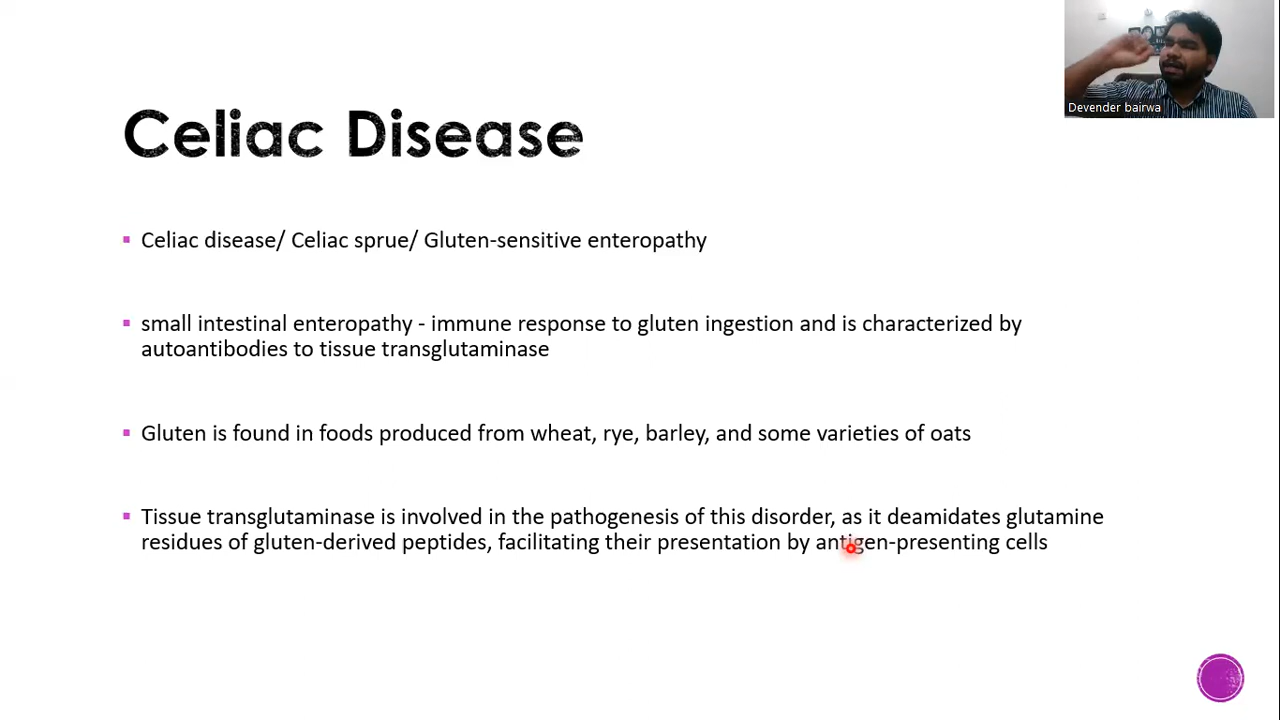 Devender bairwa
Celiac Disease
Celiac disease/ Celiac sprue/ Gluten-sensitive enteropathy
small intestinal enteropathy - immune response to gluten ingestion and is characterized by
autoantibodies to tissue transglutaminase
Gluten is found in foods produced from wheat, rye, barley, and some varieties of oats
Tissue transglutaminase is involved in the pathogenesis of this disorder, as it deamidates glutamine
residues of gluten-derived peptides, facilitating their presentation by antigen-presenting cells